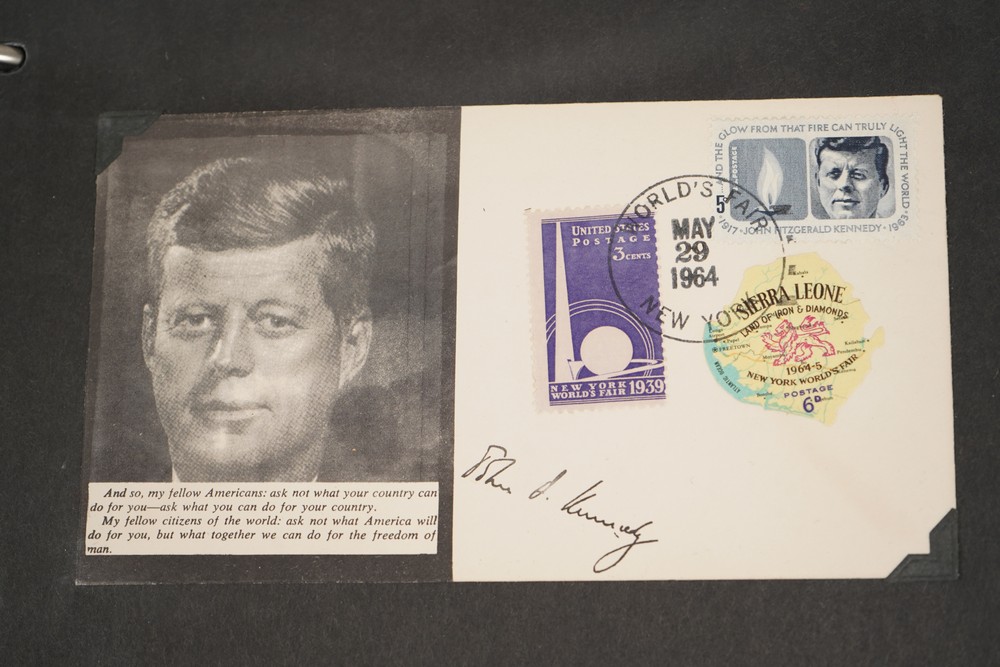 And so, my fellow Americans: ask not what your country can
do for you—ask what you can do for your country.
My fellow citizens of the world: ask not what America will
do for you, but what together we can do for the freedom of
man.
UNITED STATES
POSTAGE
3 CENTS
NEW YORK
WORLD'S FAIR 1939
WORLD'S FAIR
MAY
29
1964
NEW YORK
AND THE GLOW FROM THAT FIRE CAN TRULY LIGHT THE WORLD
5
POSTAGE
1917 · JOHN FITZGERALD KENNEDY · 1963
SIERRA LEONE
LAND OF IRON & DIAMONDS
FREETOWN
1964-5
NEW YORK WORLD'S FAIR
POSTAGE
6D
John F. Kennedy